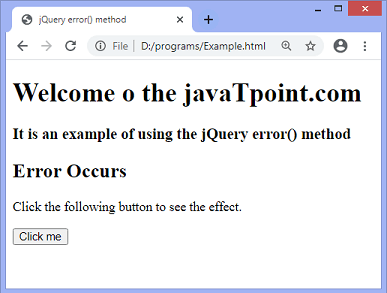 jQuery error() method
File | D:/programs/Example.html
Welcome o the javaTpoint.com
It is an example of using the jQuery error() method
Error Occurs
Click the following button to see the effect.
Click me